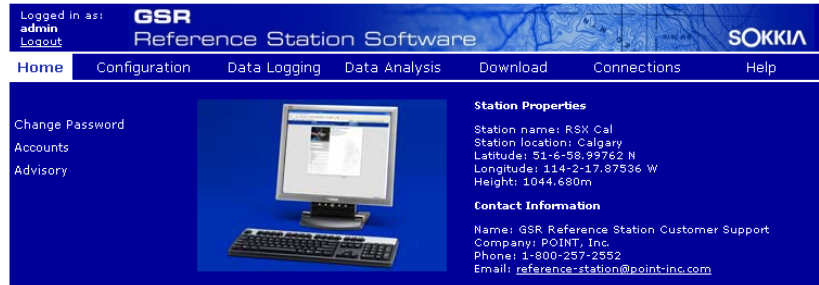 Logged in as:
admin
Logout
GSR
Reference Station Software
SOKKIA
Home Configuration Data Logging Data Analysis Download Connections Help
Change Password
Accounts
Advisory
Station Properties
Station name: RSX Cal
Station location: Calgary
Latitude: 51-6-58.99762 N
Longitude: 114-2-17.87536 W
Height: 1044.680m
Contact Information
Name: GSR Reference Station Customer Support
Company: POINT, Inc.
Phone: 1-800-257-2552
Email: reference-station@point-inc.com